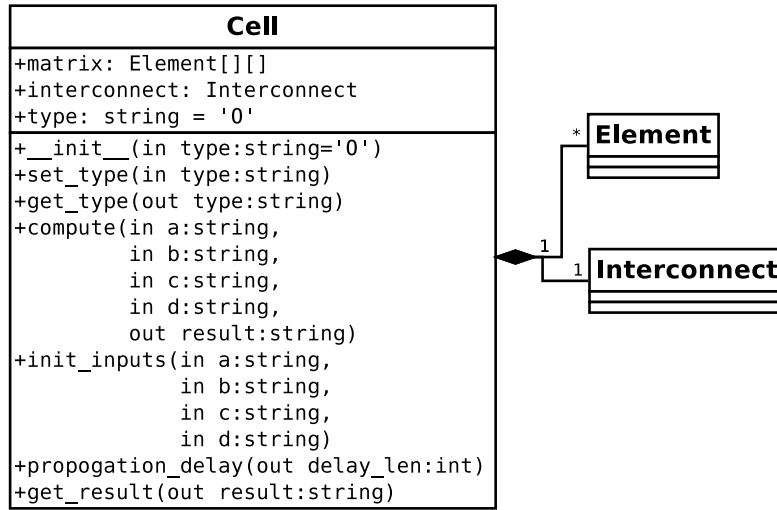 Cell
+matrix: Element[][]
+interconnect: Interconnect
+type: string = 'O'
+__init__(in type:string='O')
+set_type(in type:string)
+get_type(out type:string)
+compute(in a:string,
in b:string,
in c:string,
in d:string,
out result:string)
+init_inputs(in a:string,
in b:string,
in c:string,
in d:string)
+propogation_delay(out delay_len:int)
+get_result(out result:string)
*
Element
1
1
Interconnect